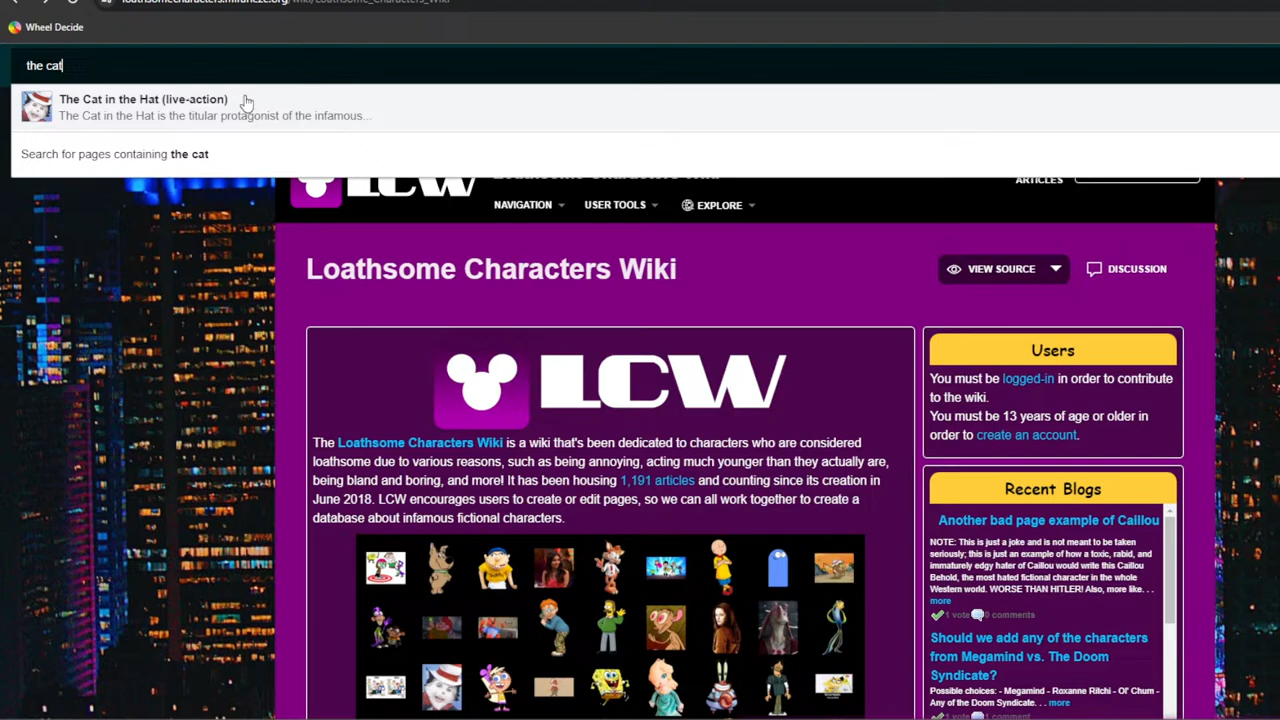 Wheel Decide
the cat
The Cat in the Hat (live-action)
The Cat in the Hat is the titular protagonist of the infamous...
Search for pages containing the cat
LCW
ARTICLES
NAVIGATION
USER TOOLS
EXPLORE
Loathsome Characters Wiki
VIEW SOURCE
DISCUSSION
LCW
The Loathsome Characters Wiki is a wiki that's been dedicated to characters who are considered
loathsome due to various reasons, such as being annoying, acting much younger than they actually are,
being bland and boring, and more! It has been housing 1,191 articles and counting since its creation in
June 2018. LCW encourages users to create or edit pages, so we can all work together to create a
database about infamous fictional characters.
Users
You must be logged-in in order to contribute
to the wiki.
You must be 13 years of age or older in
order to create an account.
Recent Blogs
Another bad page example of Caillou
NOTE: This is just a joke and is not meant to be taken
seriously; this is just an example of how a toxic, rabid, and
immaturely edgy hater of Caillou would write this Caillou
Behold, the most hated fictional character in the whole
Western world. WORSE THAN HITLER! Also, more like. . .
more
1 vote 0 comments
Should we add any of the characters
from Megamind vs. The Doom
Syndicate?
Possible choices: - Megamind - Roxanne Ritchi - Ol' Chum -
Any of the Doom Syndicate. . . more